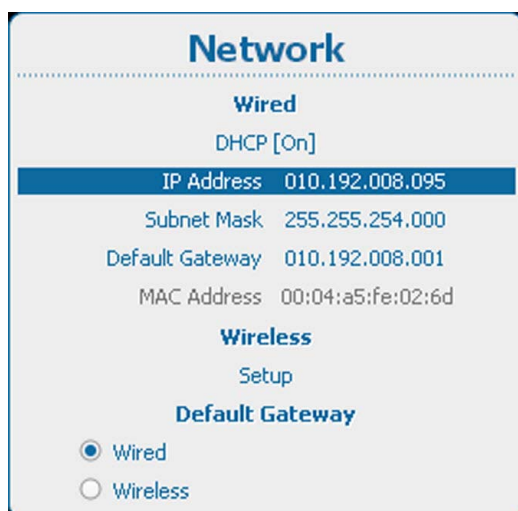 Network
Wired
DHCP [On]
IP Address 010.192.008.095
Subnet Mask 255.255.254.000
Default Gateway 010.192.008.001
MAC Address 00:04:a5:fe:02:6d
Wireless
Setup
Default Gateway
Wired
Wireless